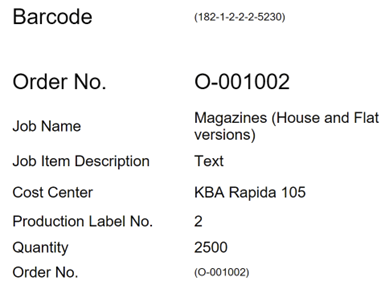 Barcode (182-1-2-2-2-5230)
Order No. O-001002
Job Name Magazines (House and Flat
versions)
Job Item Description Text
Cost Center KBA Rapida 105
Production Label No. 2
Quantity 2500
Order No. (O-001002)